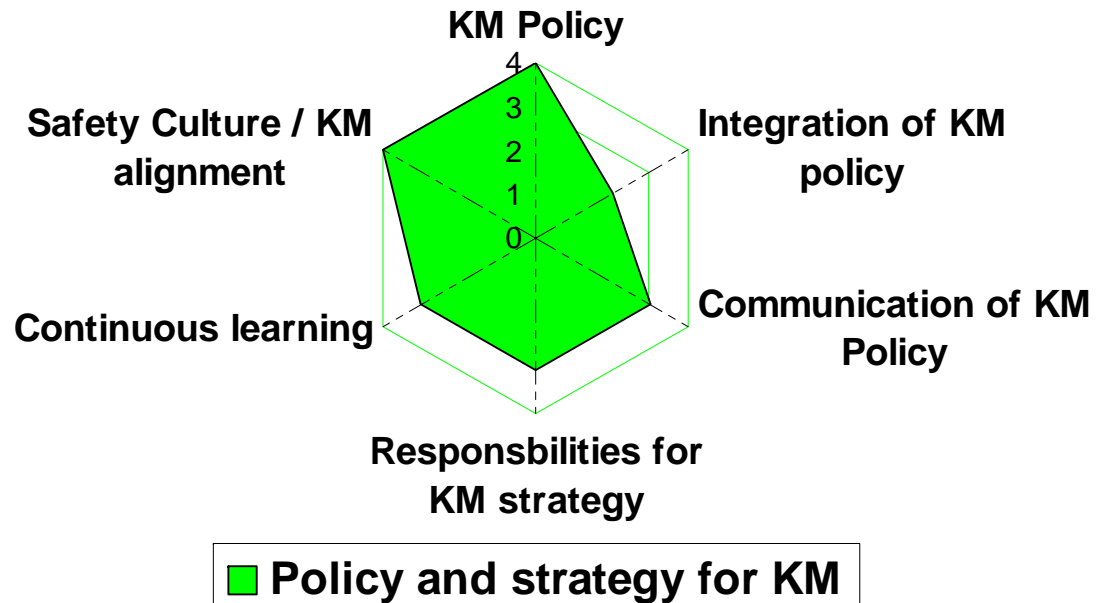 KM Policy
4
3
2
1
0
Integration of KM
policy
Communication of KM
Policy
Responsbilities for
KM strategy
Continuous learning
Safety Culture / KM
alignment
Policy and strategy for KM